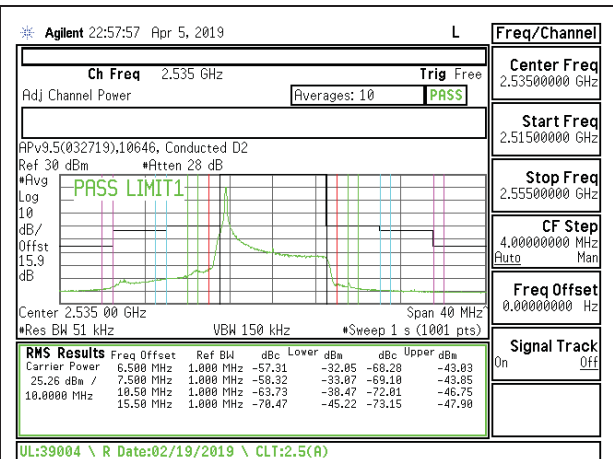 Agilent 22:57:57 Apr 5, 2019 L
Ch Freq 2.535 GHz Trig Free
Adj Channel Power Averages: 10 PASS
APv9.5(032719),10646, Conducted D2
Ref 30 dBm #Atten 28 dB
#Avg
Log
10
dB/
Offst
15.9
dB
PASS LIMIT1
Center 2.535 00 GHz Span 40 MHz^
#Res BW 51 kHz VBW 150 kHz #Sweep 1 s (1001 pts)
RMS Results Freq Offset Ref BW dBc Lower dBm dBc Upper dBm
Carrier Power 6.500 MHz 1.000 MHz -57.31 -32.05 -68.28 -43.03
25.26 dBm / 7.500 MHz 1.000 MHz -58.32 -33.07 -69.10 -43.85
10.0000 MHz 10.50 MHz 1.000 MHz -63.73 -38.47 -72.01 -46.75
15.50 MHz 1.000 MHz -70.47 -45.22 -73.15 -47.90
UL:39004 \ R Date:02/19/2019 \ CLT:2.5(A)
Freq/Channel
Center Freq
2.53500000 GHz
Start Freq
2.51500000 GHz
Stop Freq
2.55500000 GHz
CF Step
4.00000000 MHz
Auto Man
Freq Offset
0.00000000 Hz
Signal Track
On Off